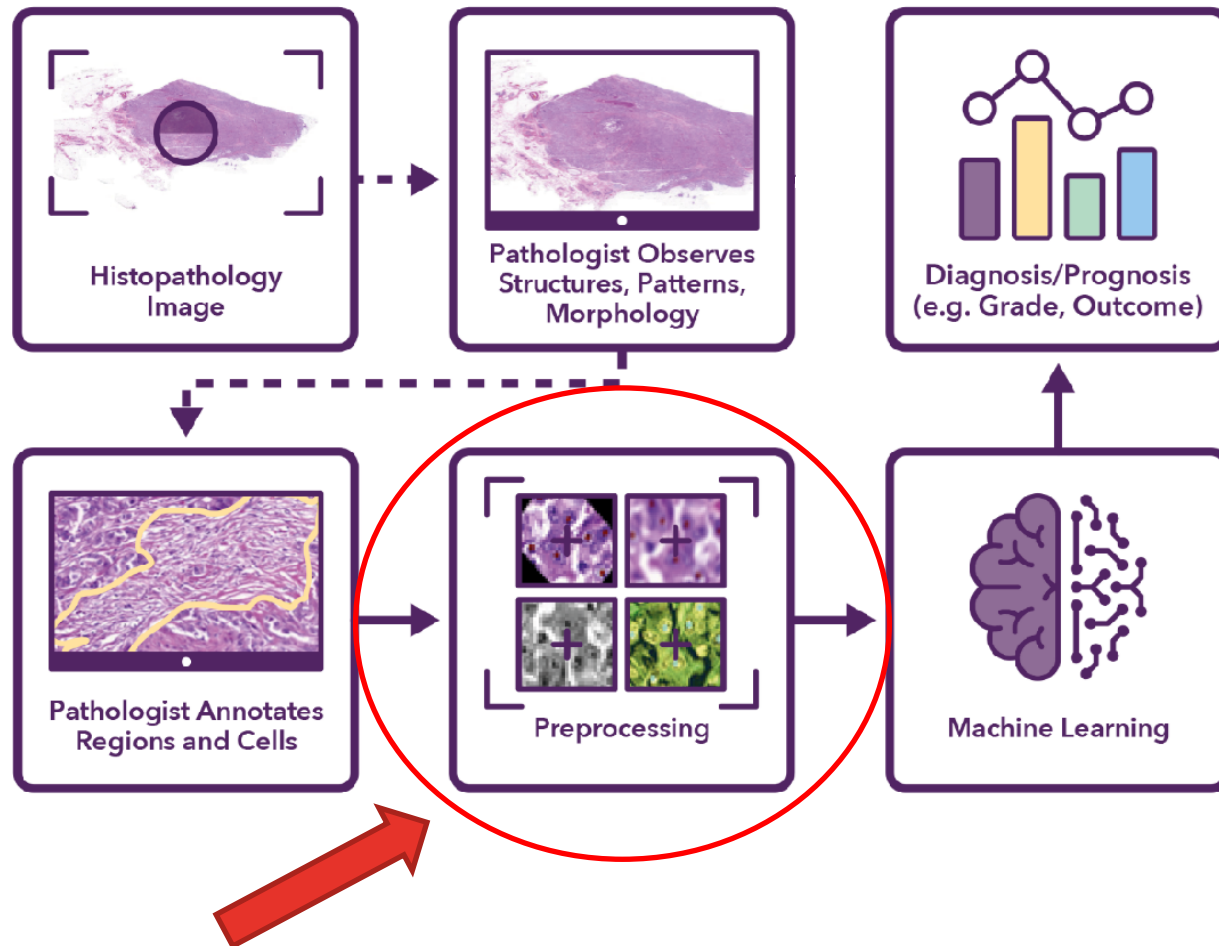 Histopathology
Image
Pathologist Observes
Structures, Patterns,
Morphology
Diagnosis/Prognosis
(e.g. Grade, Outcome)
Pathologist Annotates
Regions and Cells
Preprocessing
Machine Learning